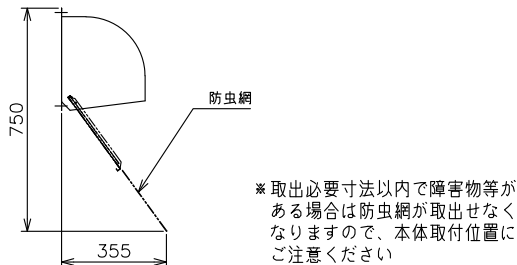 防虫網
750
355
※取出必要寸法以内で障害物等が
ある場合は防虫網が取出せなく
なりますので、本体取付位置に
ご注意ください